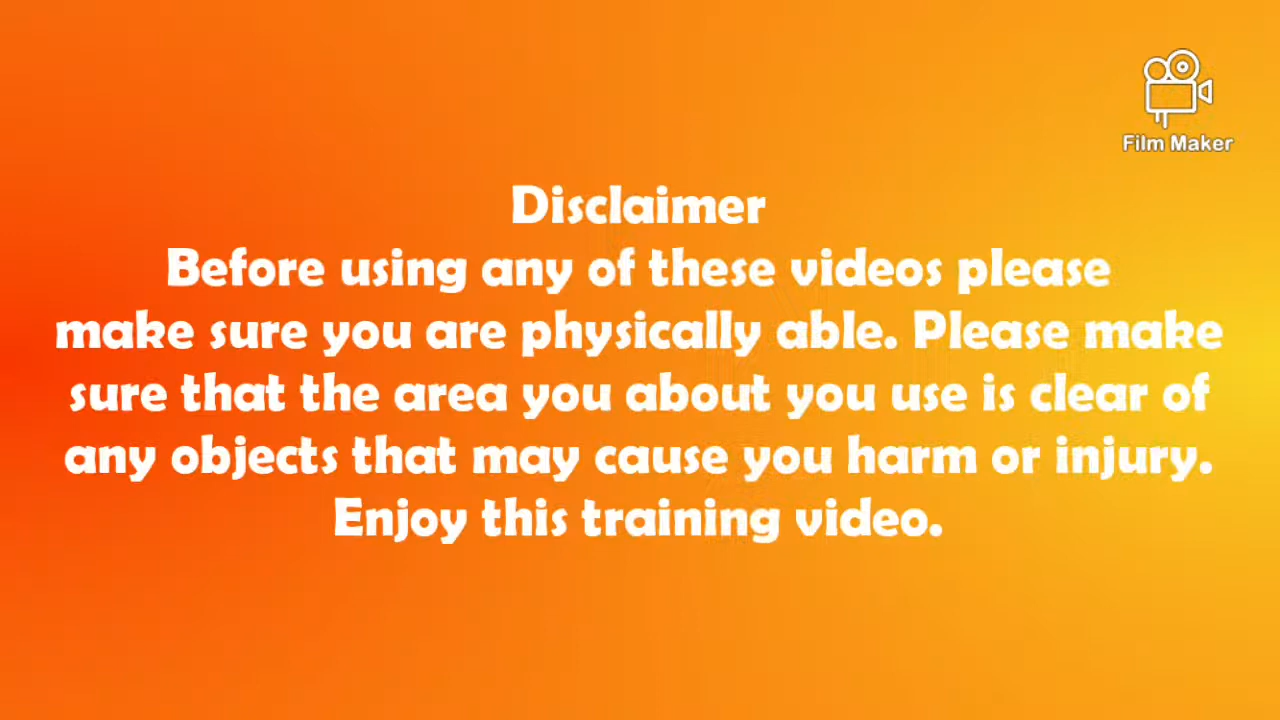 Film Maker
Disclaimer
Before using any of these videos please
make sure you are physically able. Please make
sure that the area you about you use is clear of
any objects that may cause you harm or injury.
Enjoy this training video.